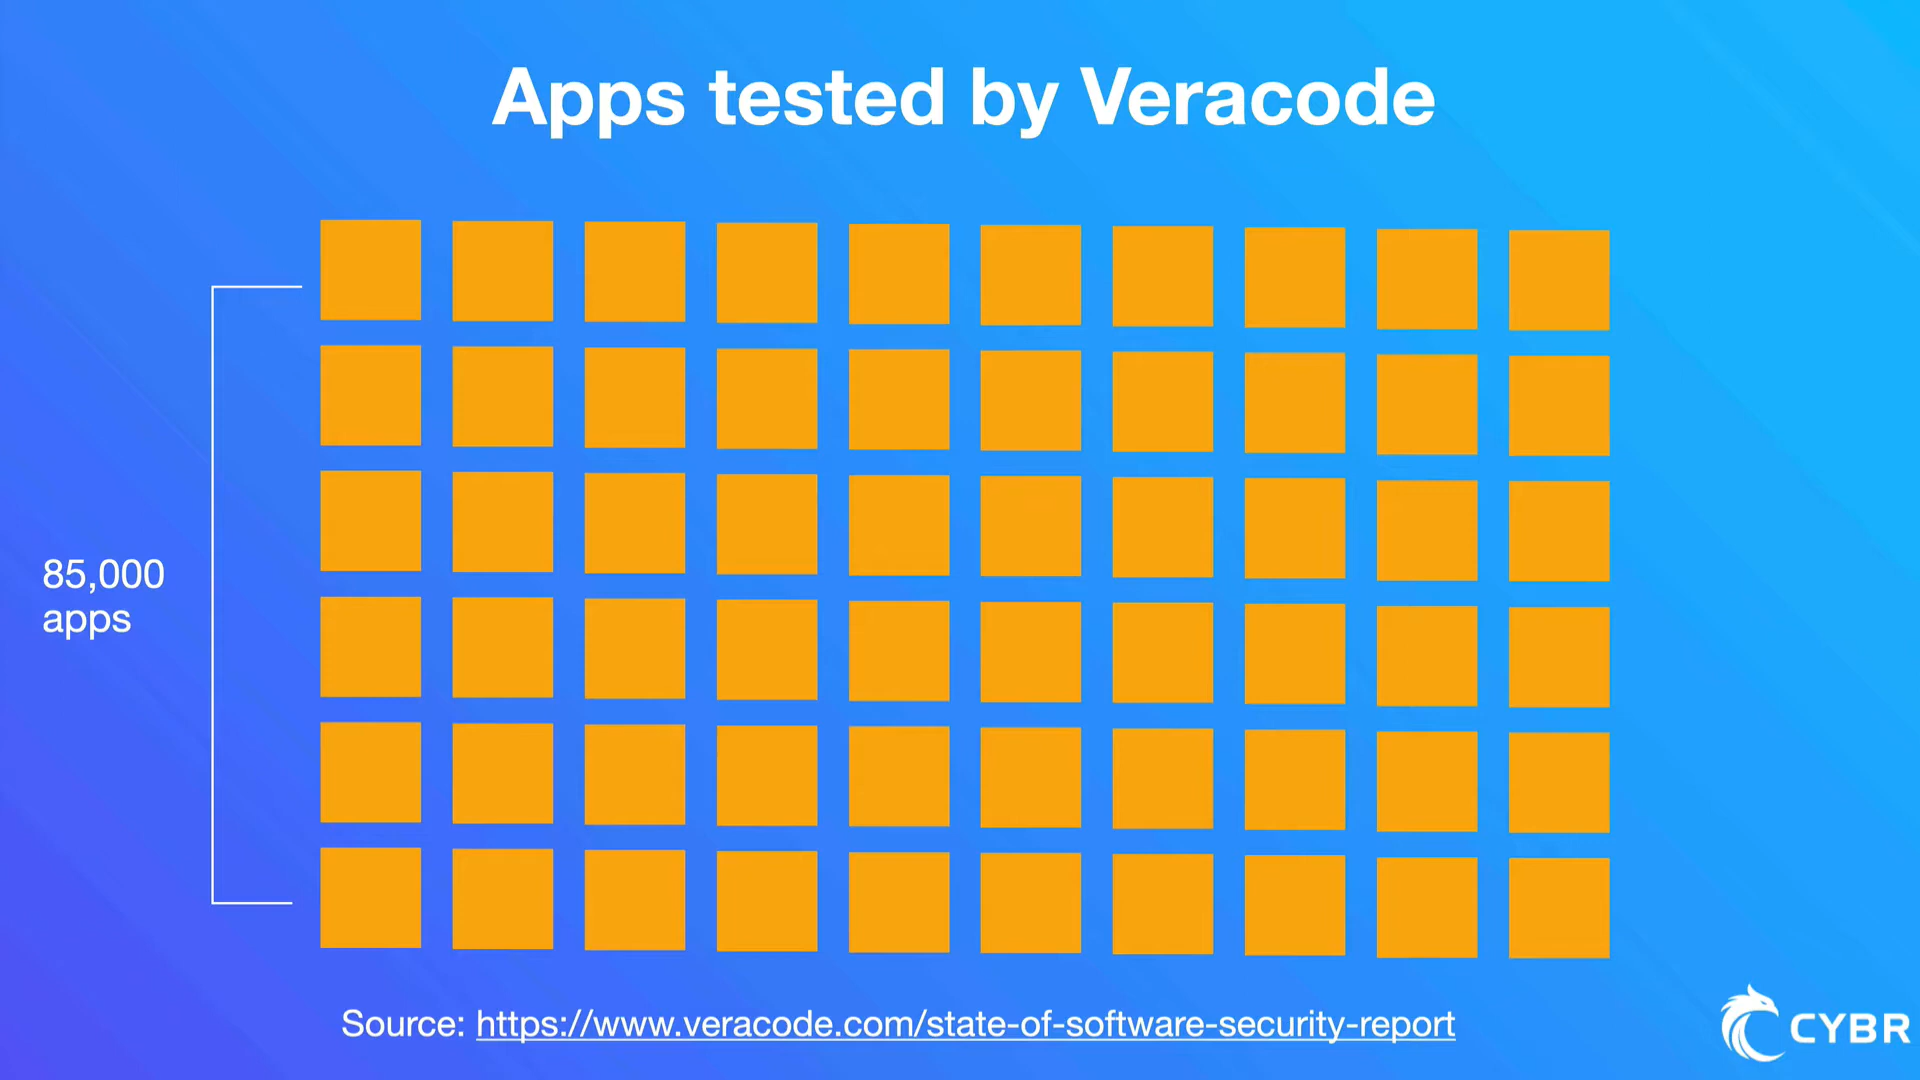 Apps tested by Veracode
85,000
apps
Source: https://www.veracode.com/state-of-software-security-report
CYBR